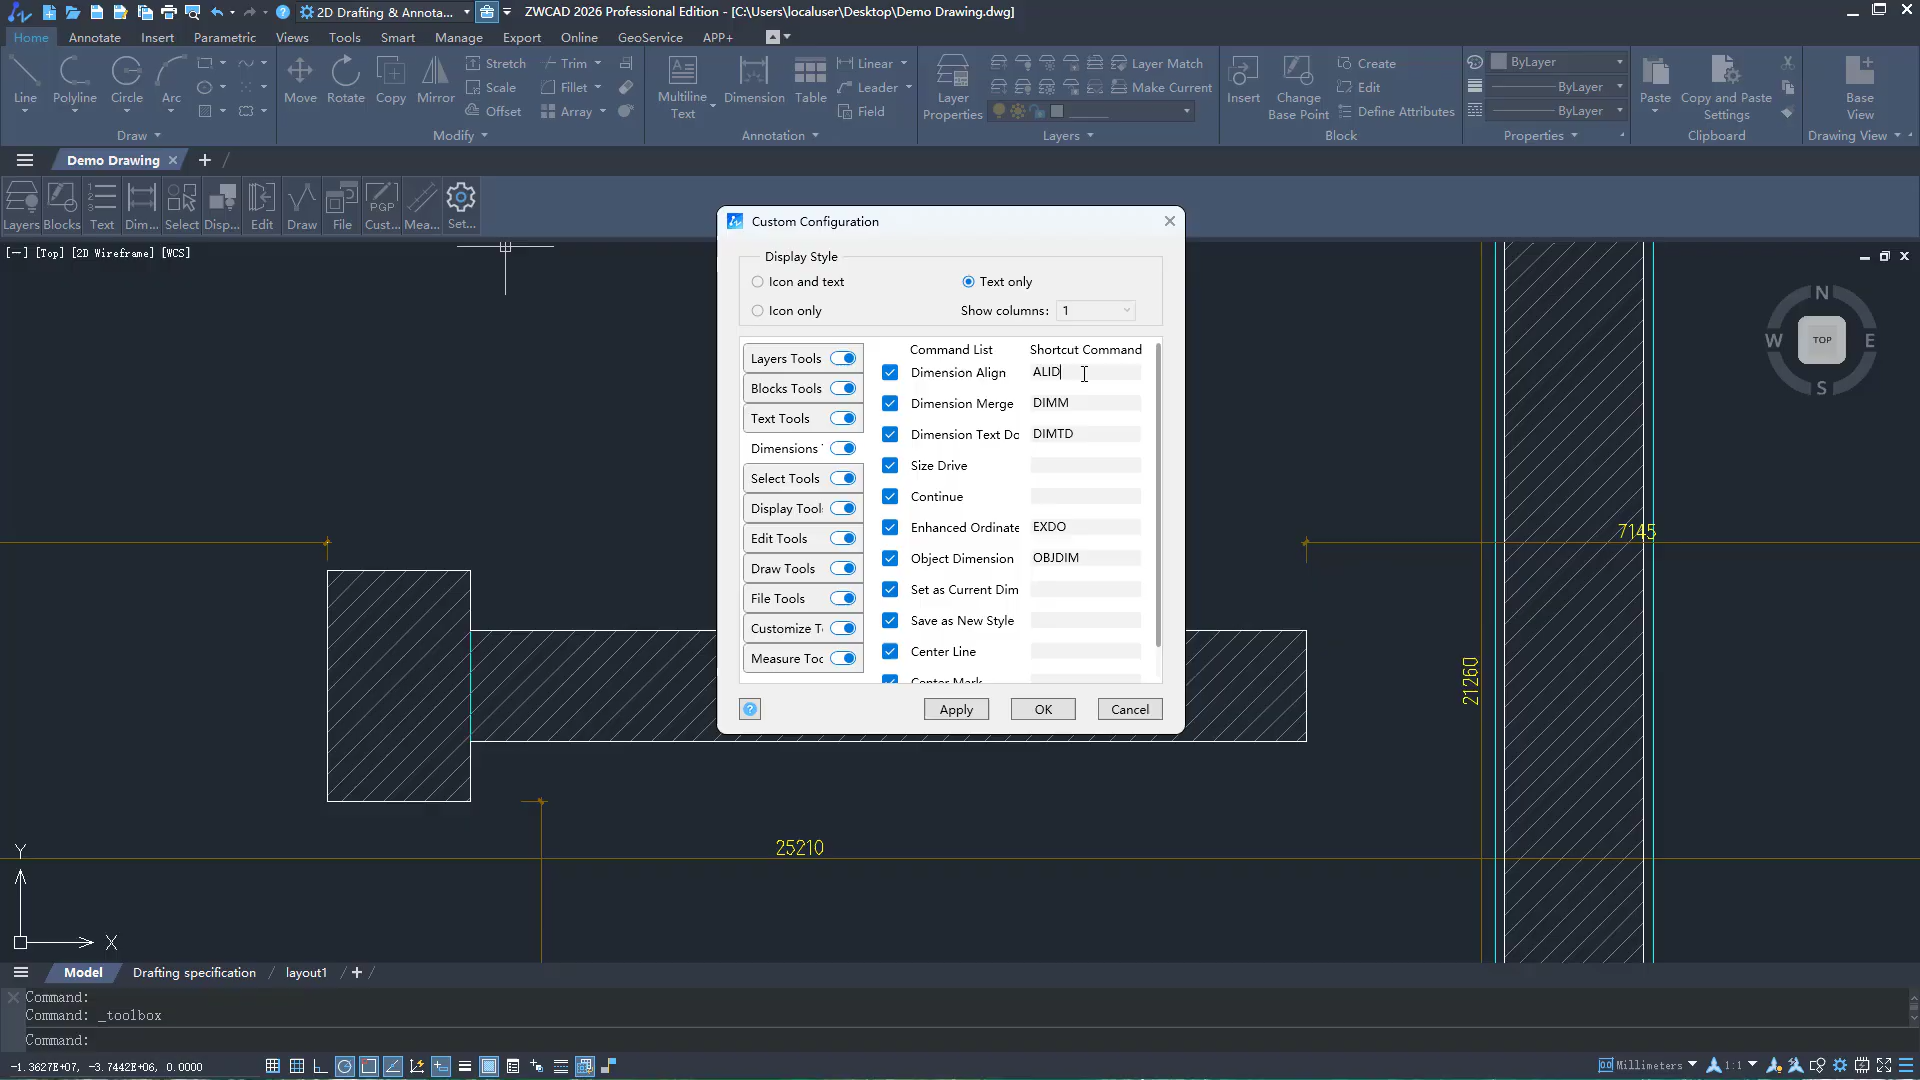 2D Drafting & Annota...
ZWCAD 2026 Professional Edition - [C:\Users\localuser\Desktop\Demo Drawing.dwg]
Home Annotate Insert Parametric Views Tools Smart Manage Export Online GeoService APP+
Line Polyline Circle Arc
Draw
Move Rotate Copy Mirror
Stretch Trim
Scale Fillet
Offset Array
Modify
Multiline Text Dimension Table
Linear
Leader
Field
Annotation
Layer Properties
Layer Match
Make Current
Layers
Insert Change Base Point
Create
Edit
Define Attributes
Block
ByLayer
ByLayer
ByLayer
Properties
Paste Copy and Paste Settings
Clipboard
Base View
Drawing View
Demo Drawing
1
2
3
PGP
Layers Blocks Text Dim... Select Disp... Edit Draw File Cust... Mea... Set...
[-] [Top] [2D Wireframe] [WCS]
Custom Configuration
Display Style
Icon and text Text only
Icon only Show columns: 1
Command List Shortcut Command
Layers Tools
Blocks Tools
Text Tools
Dimensions
Select Tools
Display Tool
Edit Tools
Draw Tools
File Tools
Customize T
Measure Toc
Dimension Align ALID
Dimension Merge DIMM
Dimension Text Dc DIMTD
Size Drive
Continue
Enhanced Ordinate EXDO
Object Dimension OBJDIM
Set as Current Dim
Save as New Style
Center Line
Center Mark
? Apply OK Cancel
N
W TOP E
S
7145
21260
25210
Y
X
Model Drafting specification layout1
Command:
Command: _toolbox
Command:
-1.3627E+07, -3.7442E+06, 0.0000
Millimeters 1:1